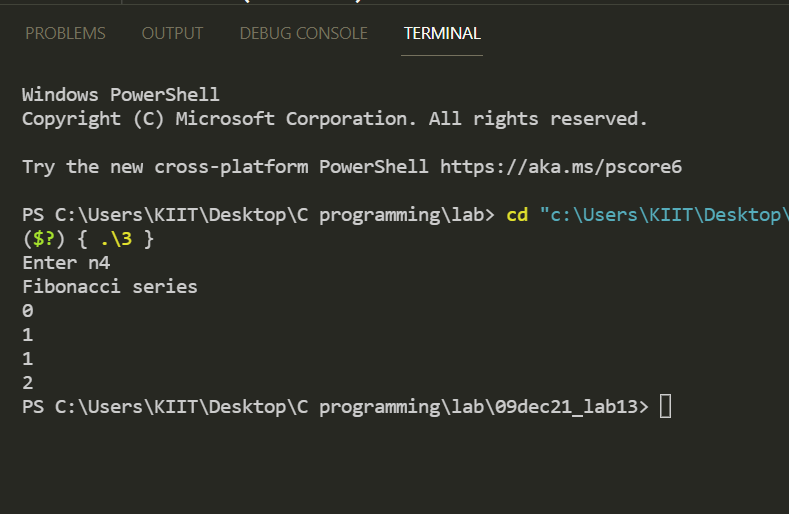 PROBLEMS OUTPUT DEBUG CONSOLE TERMINAL
Windows PowerShell
Copyright (C) Microsoft Corporation. All rights reserved.
Try the new cross-platform PowerShell https://aka.ms/pscore6
PS C:\Users\KIIT\Desktop\C programming\lab> cd "c:\Users\KIIT\Desktop\
($?) { .\3 }
Enter n4
Fibonacci series
0
1
1
2
PS C:\Users\KIIT\Desktop\C programming\lab\09dec21_lab13>